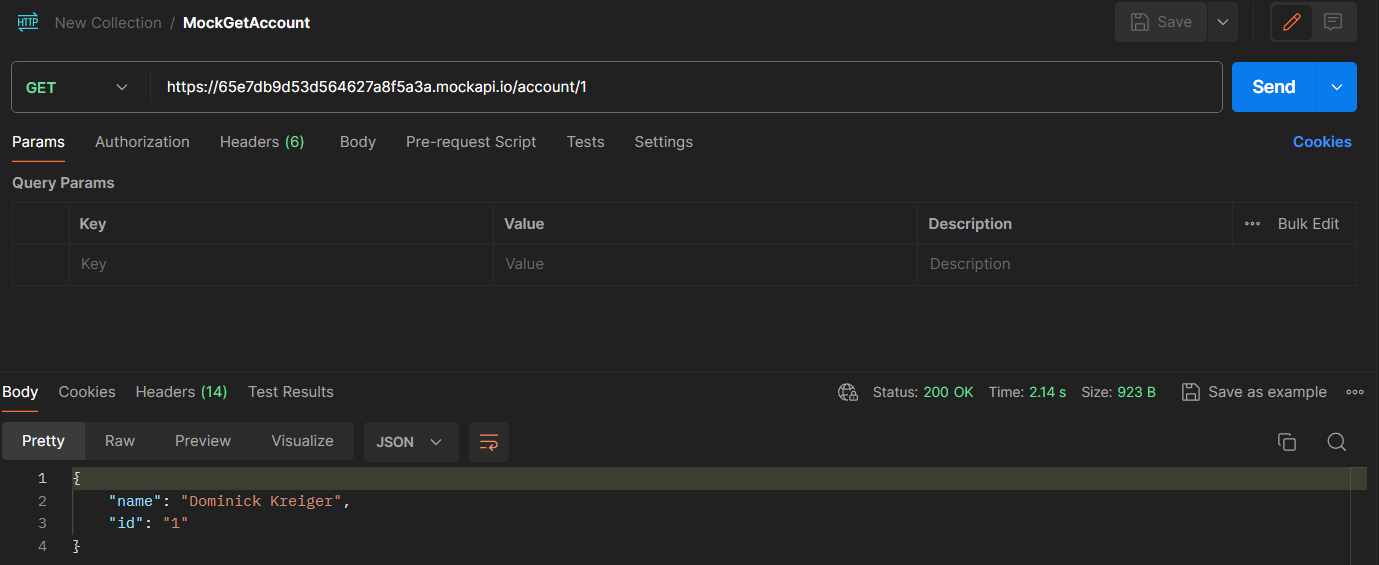 HTTP New Collection / MockGetAccount Save
GET https://65e7db9d53d564627a8f5a3a.mockapi.io/account/1 Send
Params Authorization Headers (6) Body Pre-request Script Tests Settings Cookies
Query Params
Key Value Description Bulk Edit
Key Value Description
Body Cookies Headers (14) Test Results Status: 200 OK Time: 2.14 s Size: 923 B Save as example
Pretty Raw Preview Visualize JSON
1 {
2 "name": "Dominick Kreiger",
3 "id": "1"
4 }